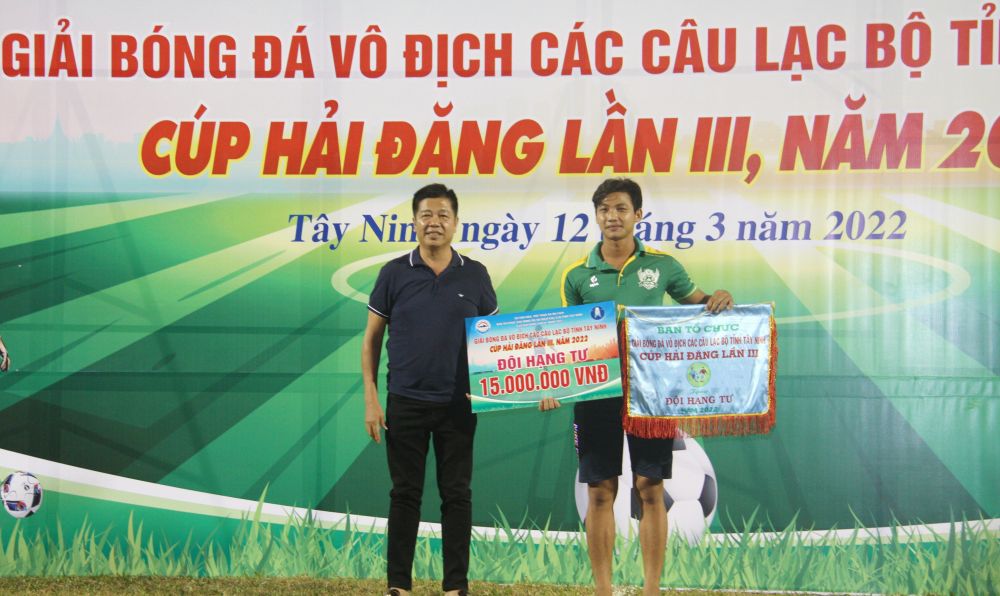 GIẢI BÓNG ĐÁ VÔ ĐỊCH CÁC CÂU LẠC BỘ TỈ
CÚP HẢI ĐĂNG LẦN III, NĂM 20
Tây Nin ngày 12 áng 3 năm 2022
GIẢI BÓNG ĐÁ VÔ ĐỊCH CÁC CÂU LẠC BỘ TỈNH TÂY NINH
CÚP HẢI ĐĂNG LẦN III, NĂM 2022
ĐỘI HẠNG TƯ
15.000.000 VNĐ
BAN TỔ CHỨC
GIẢI BÓNG ĐÁ VÔ ĐỊCH CÁC CÂU LẠC BỘ TỈNH TÂY NINH
CÚP HẢI ĐĂNG LẦN III
ĐỘI HẠNG TƯ
NĂM 2022